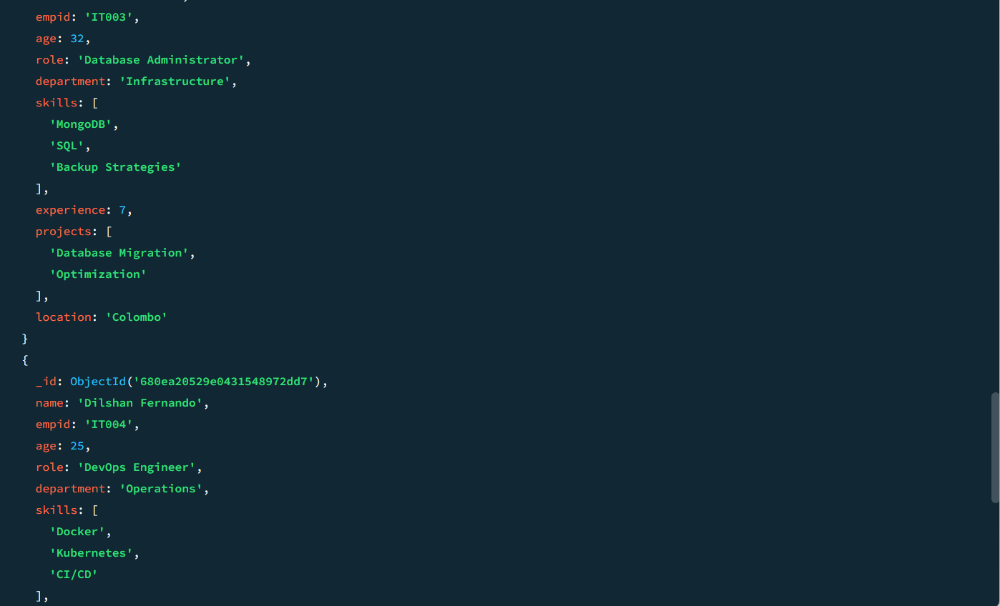 empid: 'IT003',
age: 32,
role: 'Database Administrator',
department: 'Infrastructure',
skills: [
'MongoDB',
'SQL',
'Backup Strategies'
],
experience: 7,
projects: [
'Database Migration',
'Optimization'
],
location: 'Colombo'
}
{
_id: ObjectId('680ea20529e0431548972dd7'),
name: 'Dilshan Fernando',
empid: 'IT004',
age: 25,
role: 'DevOps Engineer',
department: 'Operations',
skills: [
'Docker',
'Kubernetes',
'CI/CD'
],